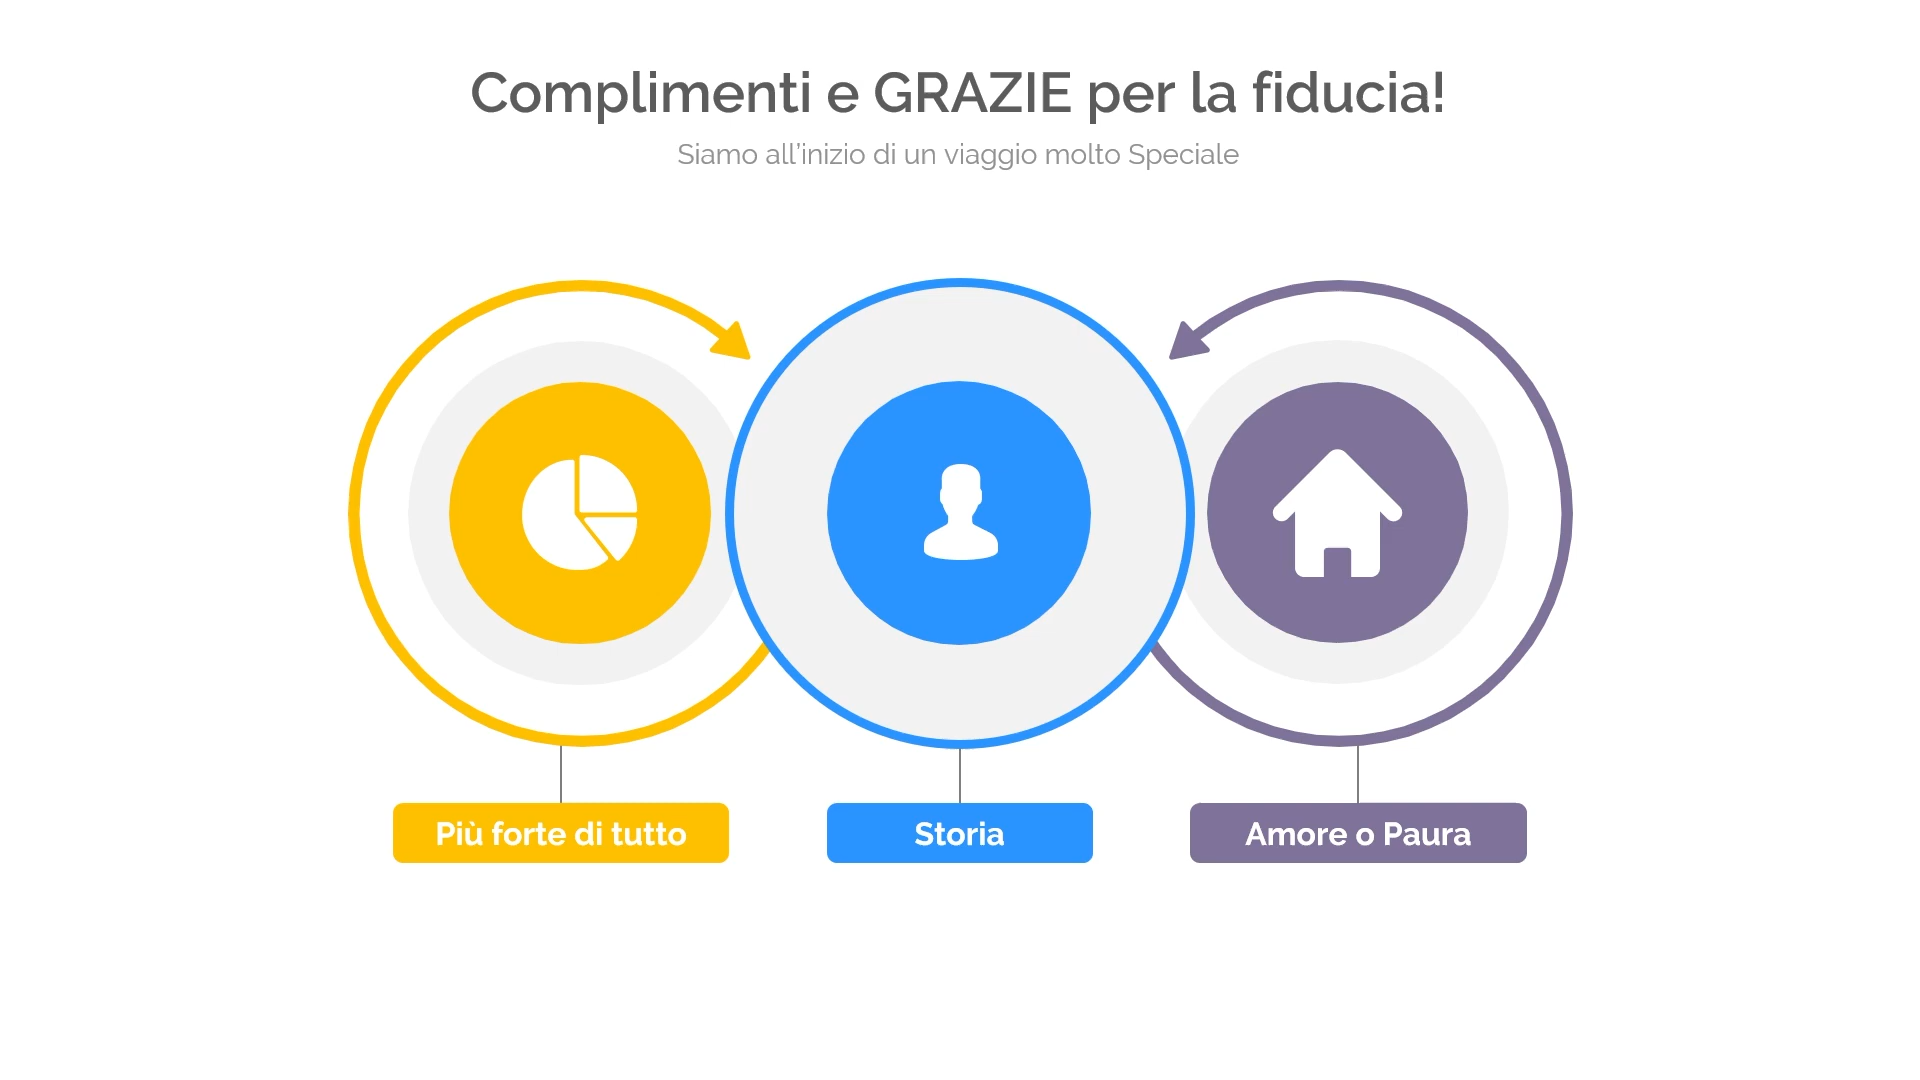 Complimenti e GRAZIE per la fiducia!
Siamo all’inizio di un viaggio molto Speciale
Più forte di tutto
Storia
Amore o Paura